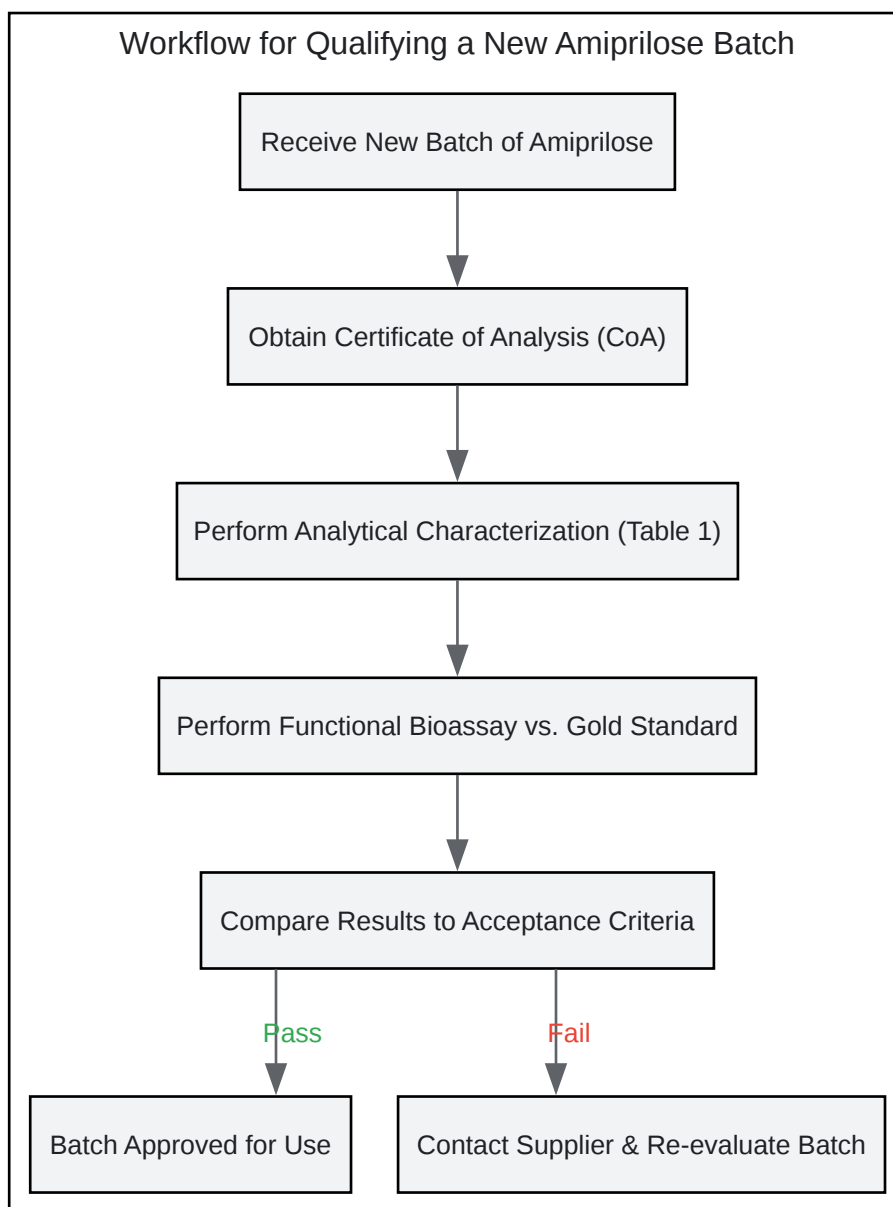 Workflow for Qualifying a New Amiprilose Batch
Receive New Batch of Amiprilose
Obtain Certificate of Analysis (CoA)
Perform Analytical Characterization (Table 1)
Perform Functional Bioassay vs. Gold Standard
Compare Results to Acceptance Criteria
Pass
Fail
Batch Approved for Use
Contact Supplier & Re-evaluate Batch